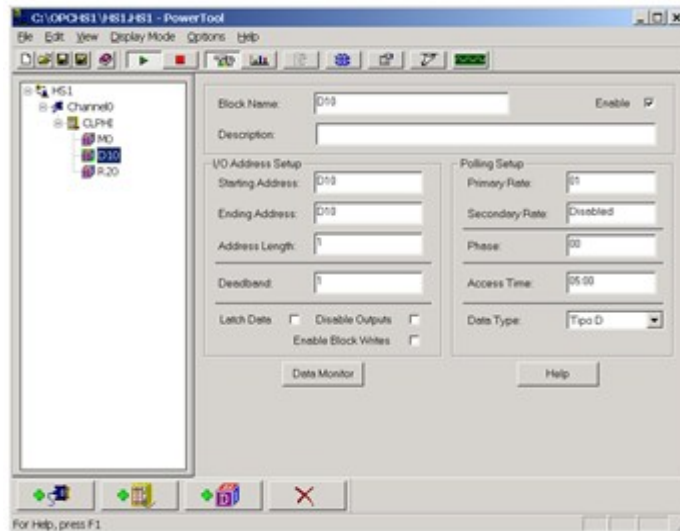 C:\OPCHS1\HS1.HS1 - PowerTool
File Edit View Display Mode Options Help
HS1
Channel0
CLPHI
M0
D10
R20
Block Name: D10
Enable
Description:
I/O Address Setup
Starting Address: D10
Ending Address: D10
Address Length: 1
Deadband: 1
Latch Data
Disable Outputs
Enable Block Writes
Polling Setup
Primary Rate: 01
Secondary Rate: Disabled
Phase: 00
Access Time: 05:00
Data Type: Tipo D
Data Monitor
Help
D
For Help, press F1